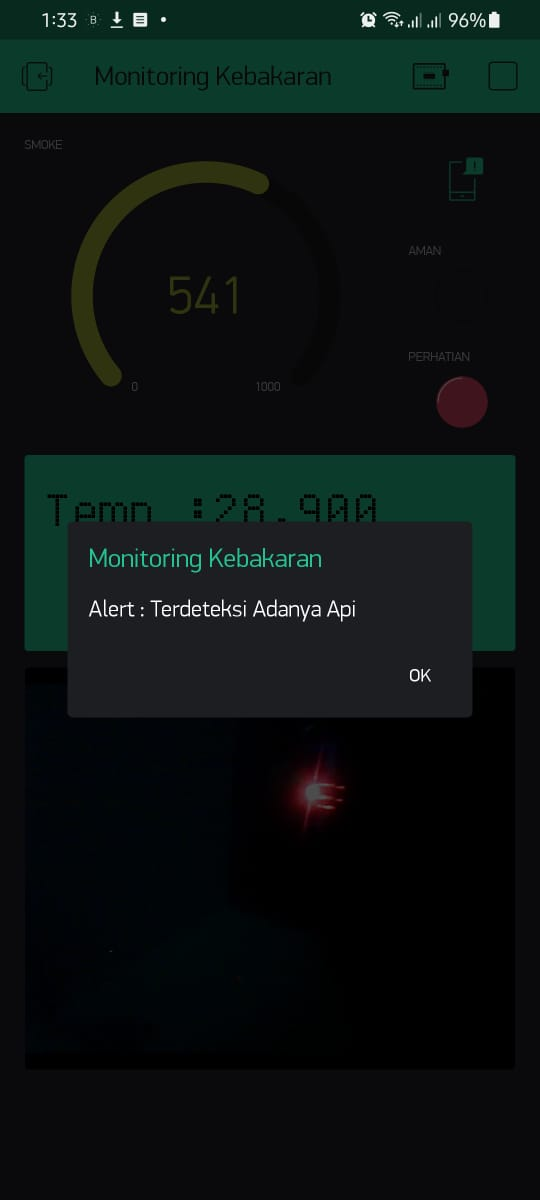 1:33
96%
Monitoring Kebakaran
SMOKE
541
0
1000
AMAN
PERHATIAN
Temp :28.900
Monitoring Kebakaran
Alert : Terdeteksi Adanya Api
OK